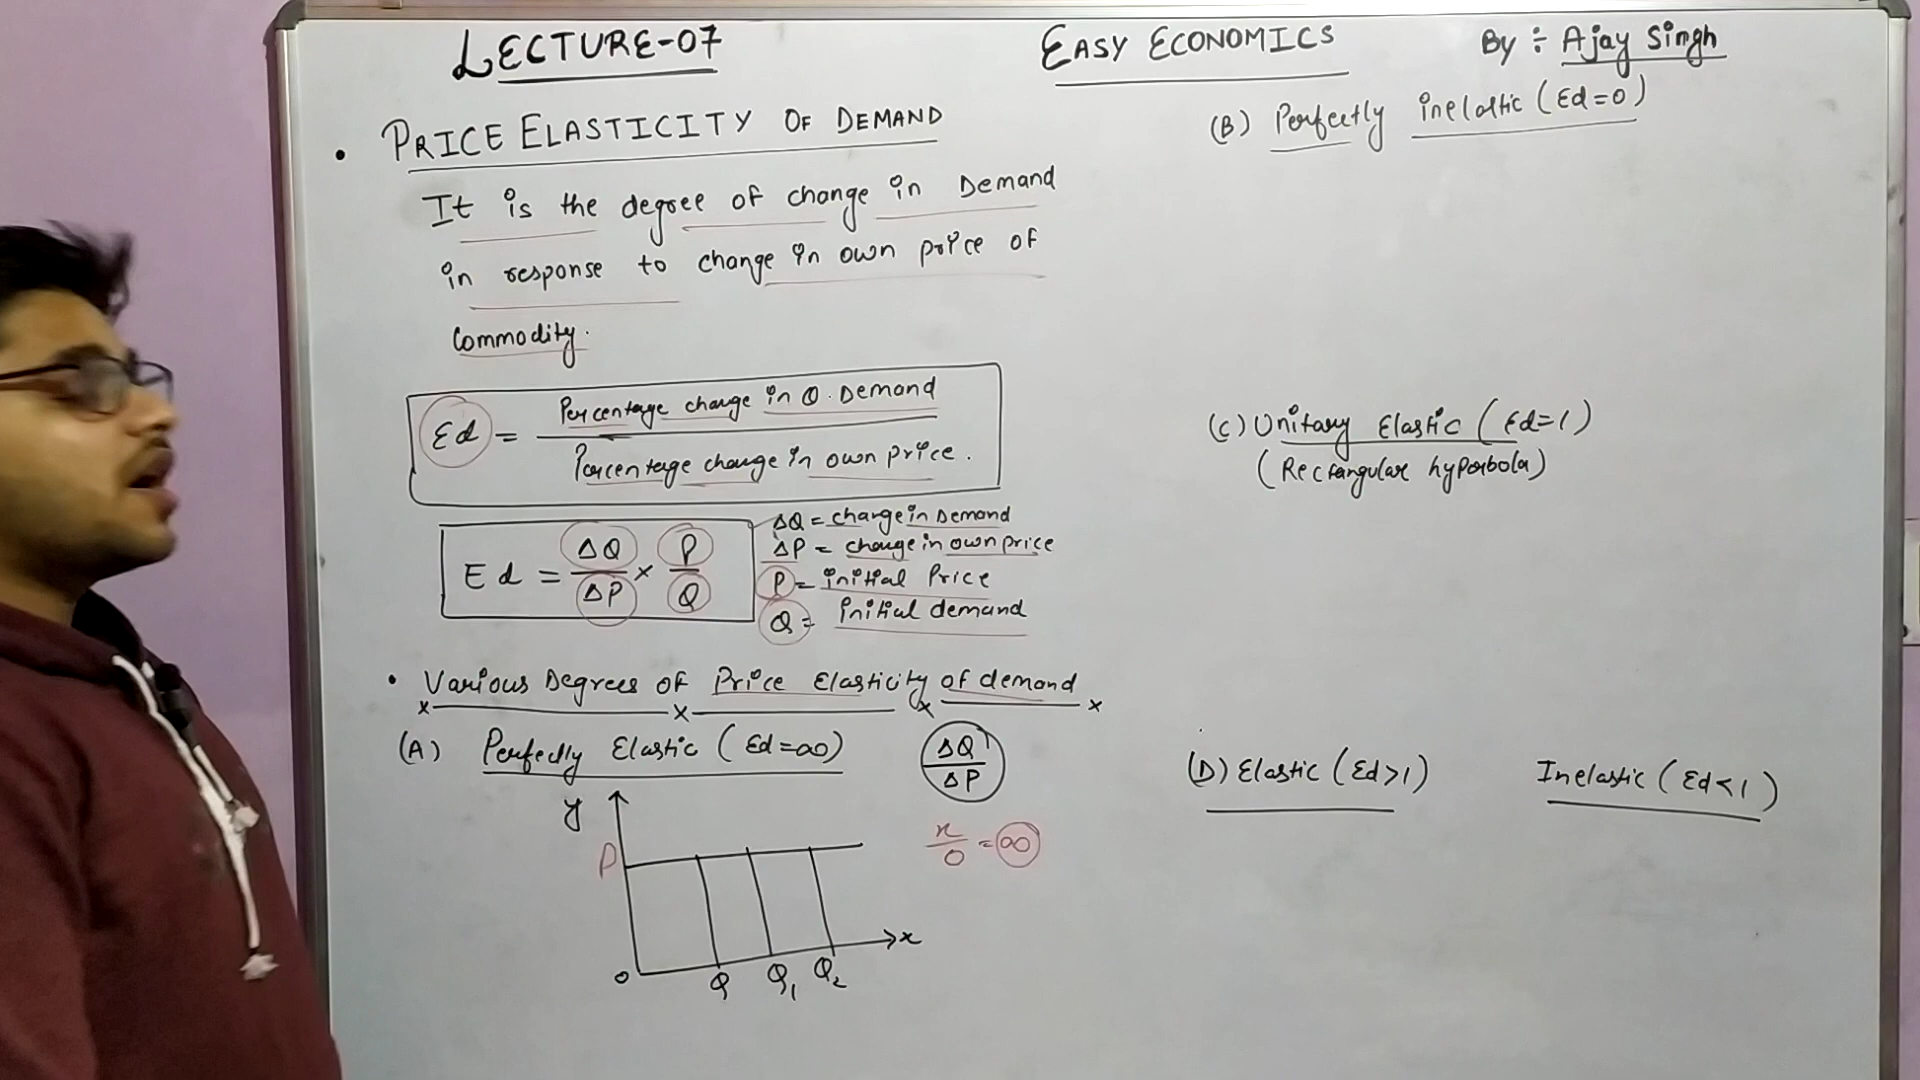 LECTURE-07
EASY ECONOMICS
By ÷ Ajay Singh
• PRICE ELASTICITY OF DEMAND
It is the degree of change in Demand
in response to change in own price of
Commodity.
Ed = Percentage change in Q. Demand
Percentage change in own price.
Ed = ΔQ/ΔP × P/Q
ΔQ = change in Demand
ΔP = change in own price
P = initial Price
Q = initial demand
• Various Degrees of Price Elasticity of demand
x x x x
(A) Perfectly Elastic (Ed=∞)
ΔQ
ΔP
y
P
x/0 = ∞
x
0
Q Q₁ Q₂
(B) Perfectly inelastic (Ed=0)
(C) Unitary Elastic (Ed=1)
(Rectangular hyperbola)
(D) Elastic (Ed>1)
Inelastic (Ed<1)